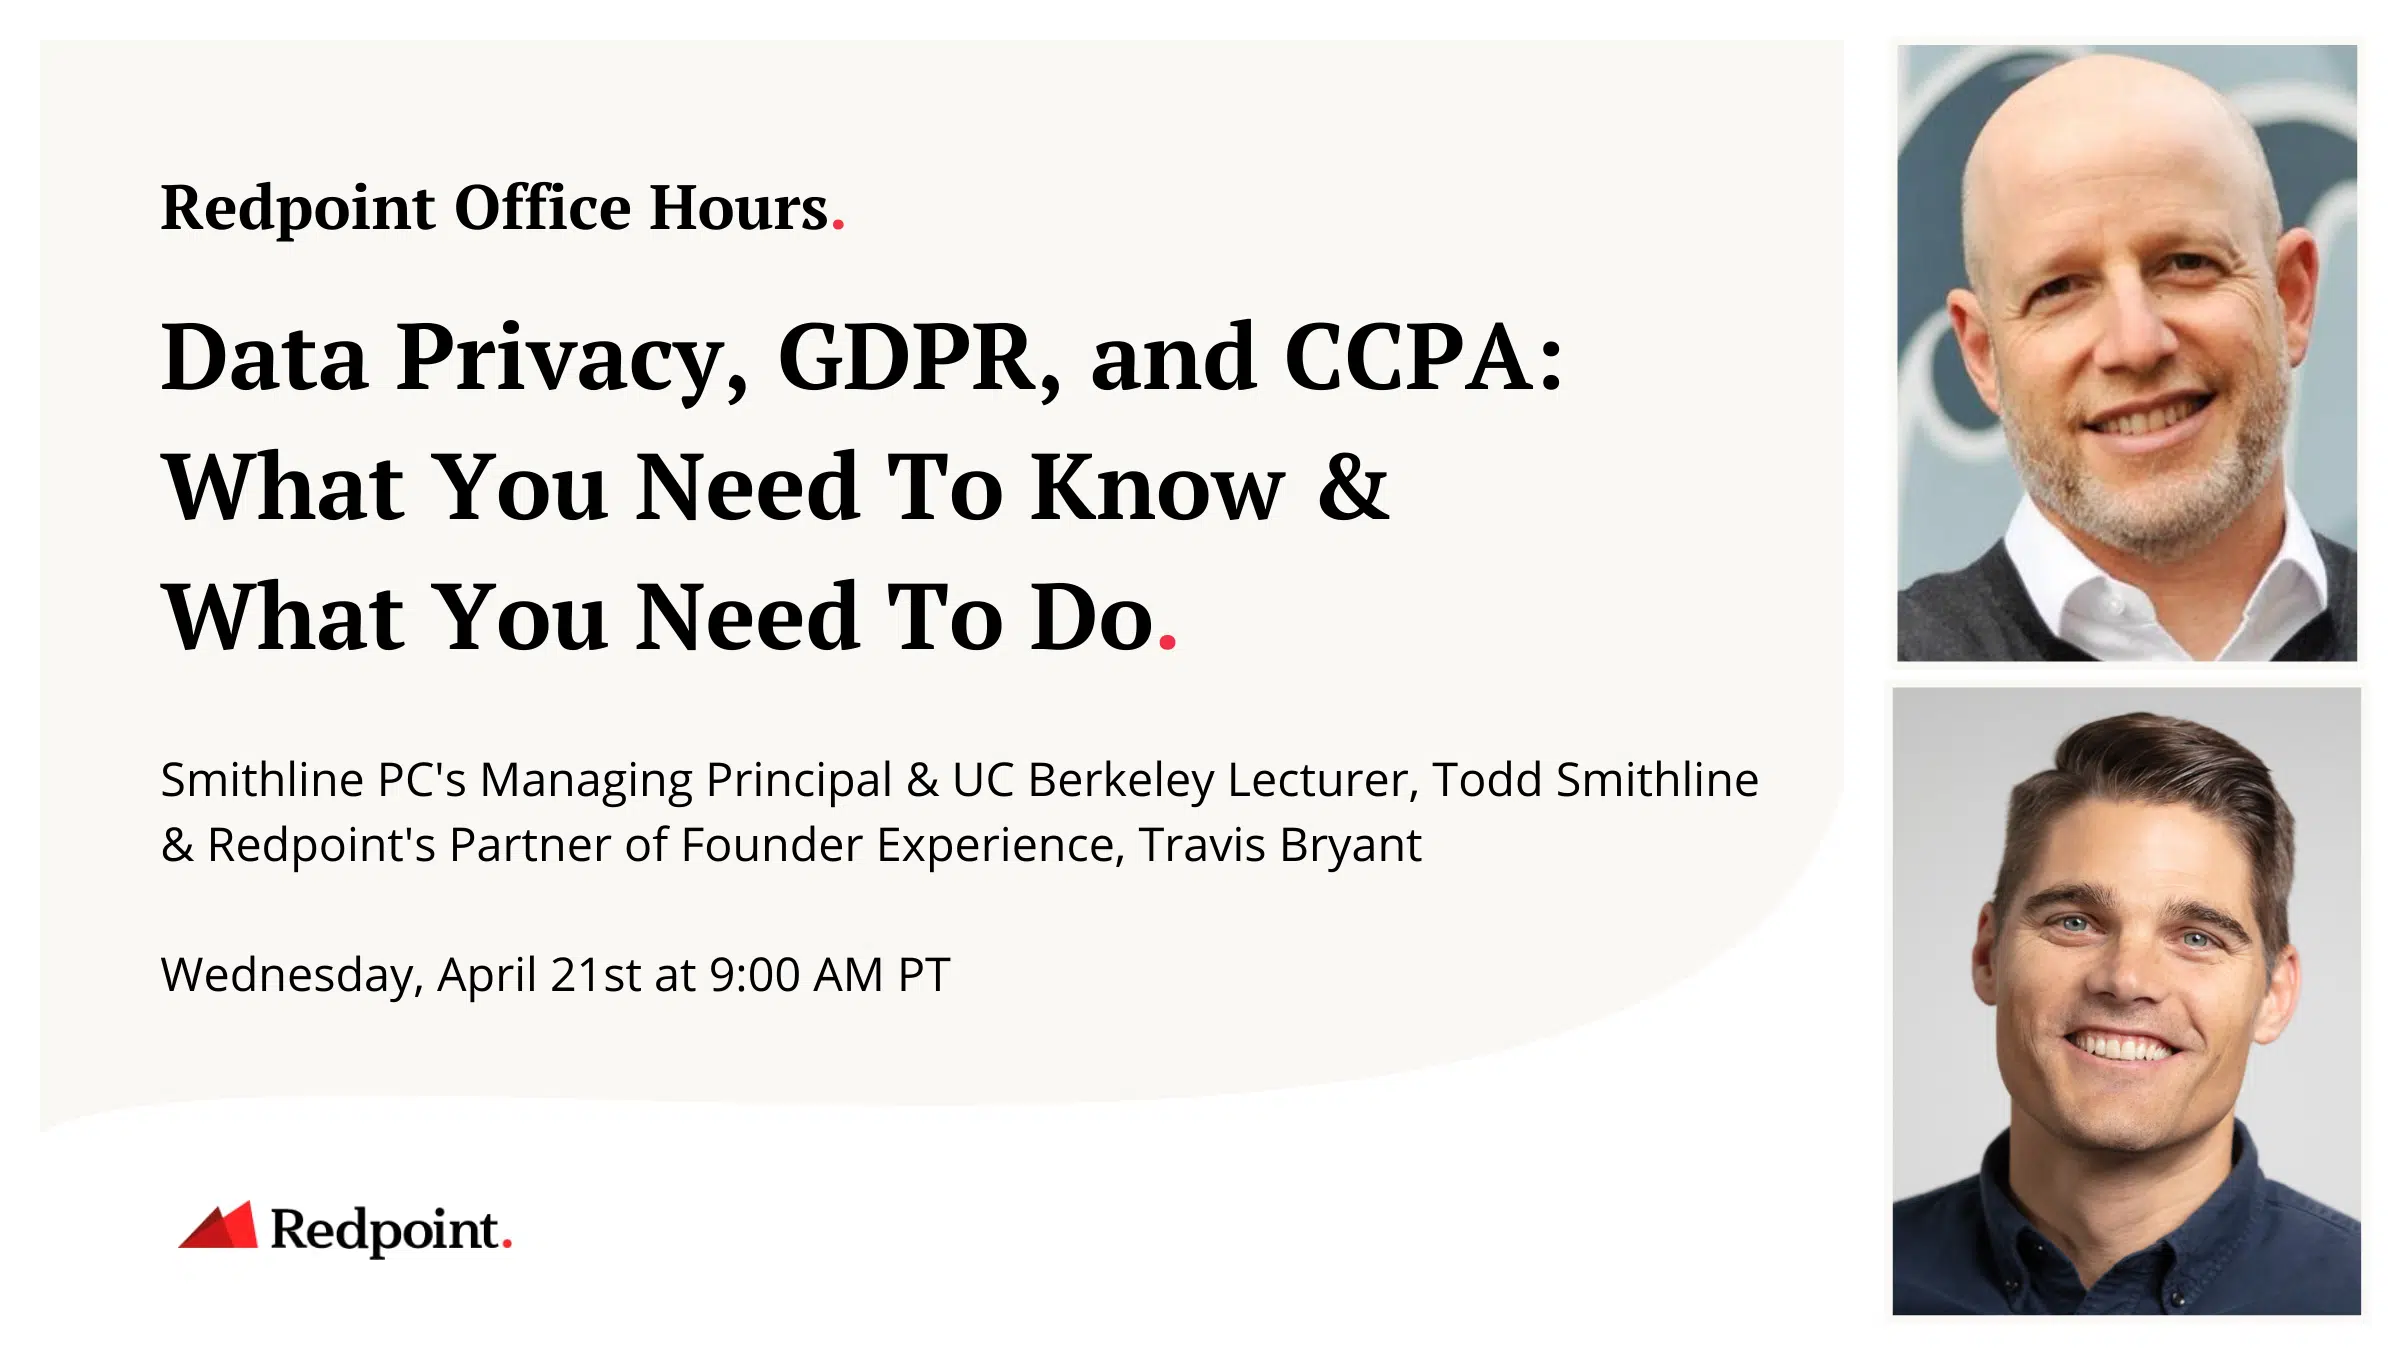 Redpoint Office Hours.
Data Privacy, GDPR, and CCPA:
What You Need To Know &
What You Need To Do.
Smithline PC's Managing Principal & UC Berkeley Lecturer, Todd Smithline
& Redpoint's Partner of Founder Experience, Travis Bryant
Wednesday, April 21st at 9:00 AM PT
Redpoint.